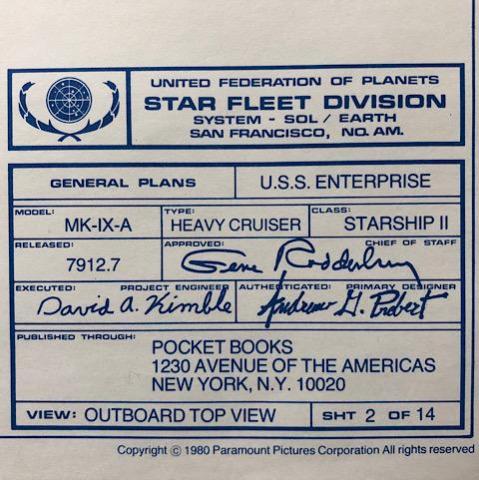 UNITED FEDERATION OF PLANETS
STAR FLEET DIVISION
SYSTEM - SOL / EARTH
SAN FRANCISCO, NO. AM.
GENERAL PLANS
U.S.S. ENTERPRISE
MODEL:
MK-IX-A
TYPE:
HEAVY CRUISER
CLASS:
STARSHIP II
RELEASED:
7912.7
APPROVED:
CHIEF OF STAFF
Gene Roddenberry
EXECUTED:
PROJECT ENGINEER
David A. Kimble
AUTHENTICATED:
PRIMARY DESIGNER
Andrew G. Probert
PUBLISHED THROUGH:
POCKET BOOKS
1230 AVENUE OF THE AMERICAS
NEW YORK, N.Y. 10020
VIEW: OUTBOARD TOP VIEW
SHT 2 OF 14
Copyright © 1980 Paramount Pictures Corporation All rights reserved